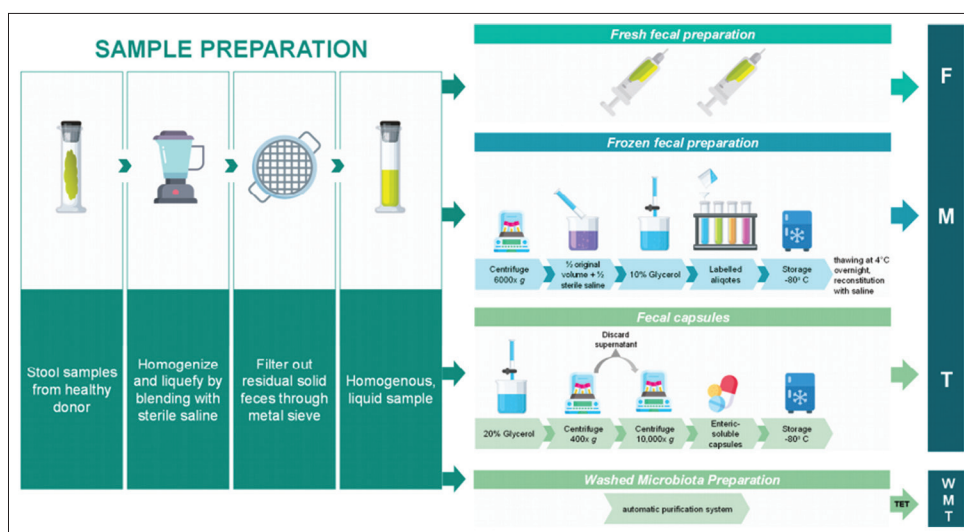 SAMPLE PREPARATION
Stool samples
from healthy
donor
Homogenize
and liquefy by
blending with
sterile saline
Filter out
residual solid
feces through
metal sieve
Homogenous,
liquid sample
Fresh fecal preparation
Frozen fecal preparation
Centrifuge
6000x g
½ original
volume + ½
sterile saline
10% Glycerol
Labelled
aliqotes
Storage
-80° C
thawing at 4°C
overnight,
reconstitution
with saline
Fecal capsules
Discard
supernatant
20% Glycerol
Centrifuge
400x g
Centrifuge
10,000x g
Enteric-
soluble
capsules
Storage
-80° C
Washed Microbiota Preparation
automatic purification system
TET
F
M
T
W
M
T